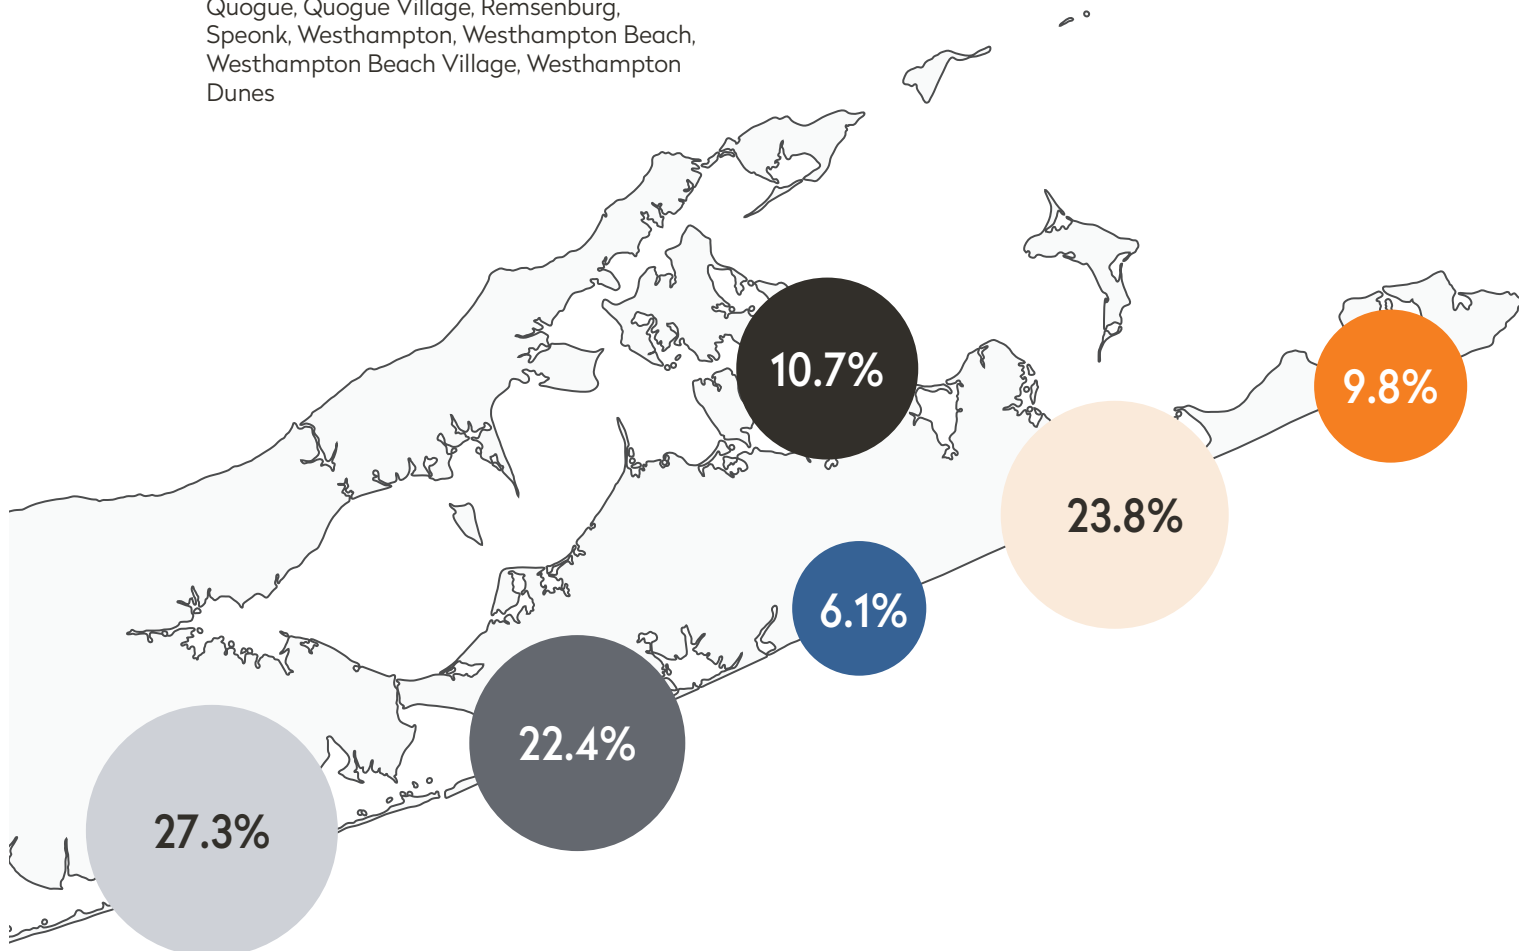 Quogue, Quogue Village, Remsenburg,
Speonk, Westhampton, Westhampton Beach,
Westhampton Beach Village, Westhampton
Dunes
10.7%
9.8%
23.8%
6.1%
22.4%
27.3%